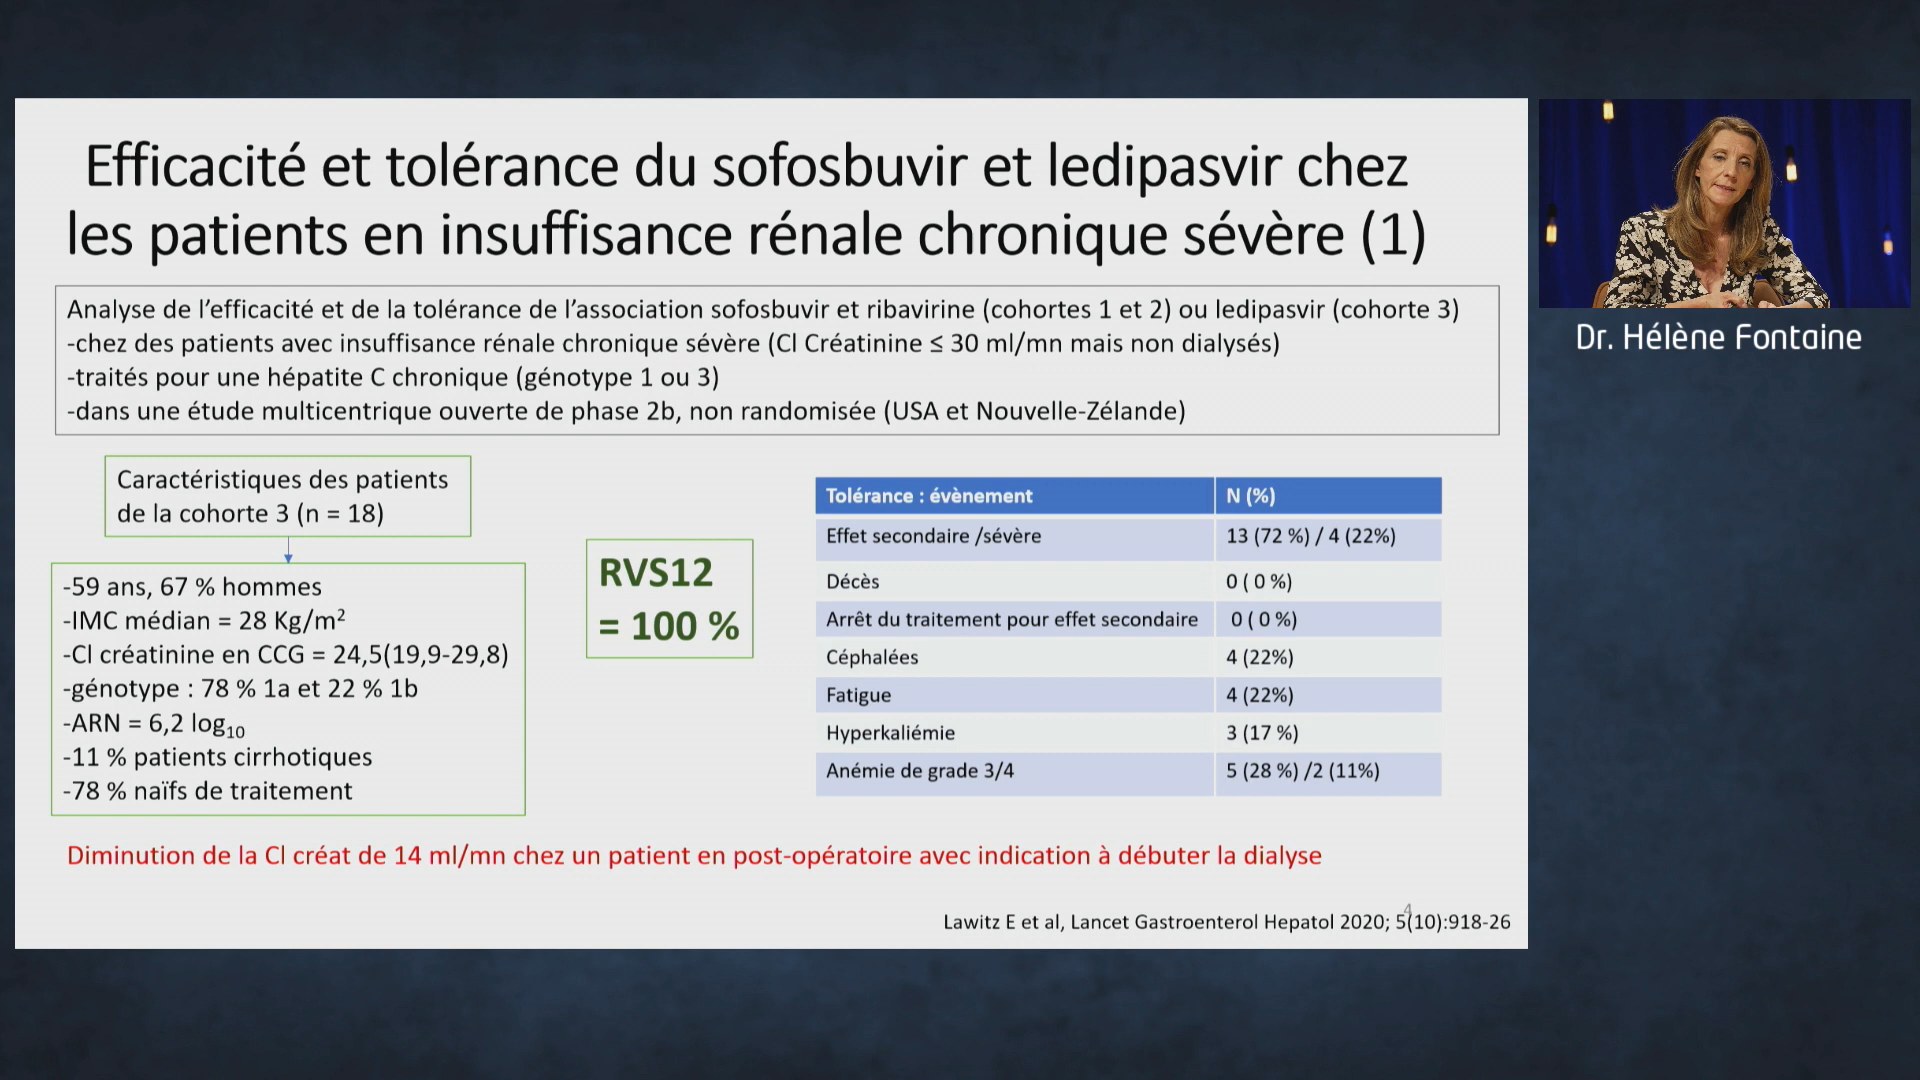 Efficacité et tolérance du sofosbuvir et ledipasvir chez
les patients en insuffisance rénale chronique sévère (1)
Analyse de l’efficacité et de la tolérance de l’association sofosbuvir et ribavirine (cohortes 1 et 2) ou ledipasvir (cohorte 3)
-chez des patients avec insuffisance rénale chronique sévère (Cl Créatinine ≤ 30 ml/mn mais non dialysés)
-traités pour une hépatite C chronique (génotype 1 ou 3)
-dans une étude multicentrique ouverte de phase 2b, non randomisée (USA et Nouvelle-Zélande)
Caractéristiques des patients
de la cohorte 3 (n = 18)
-59 ans, 67 % hommes
-IMC médian = 28 Kg/m²
-Cl créatinine en CCG = 24,5(19,9-29,8)
-génotype : 78 % 1a et 22 % 1b
-ARN = 6,2 log₁₀
-11 % patients cirrhotiques
-78 % naïfs de traitement
RVS12
= 100 %
Tolérance : évènement N (%)
Effet secondaire /sévère 13 (72 %) / 4 (22%)
Décès 0 ( 0 %)
Arrêt du traitement pour effet secondaire 0 ( 0 %)
Céphalées 4 (22%)
Fatigue 4 (22%)
Hyperkaliémie 3 (17 %)
Anémie de grade 3/4 5 (28 %) /2 (11%)
Diminution de la Cl créat de 14 ml/mn chez un patient en post-opératoire avec indication à débuter la dialyse
4
Lawitz E et al, Lancet Gastroenterol Hepatol 2020; 5(10):918-26
Dr. Hélène Fontaine